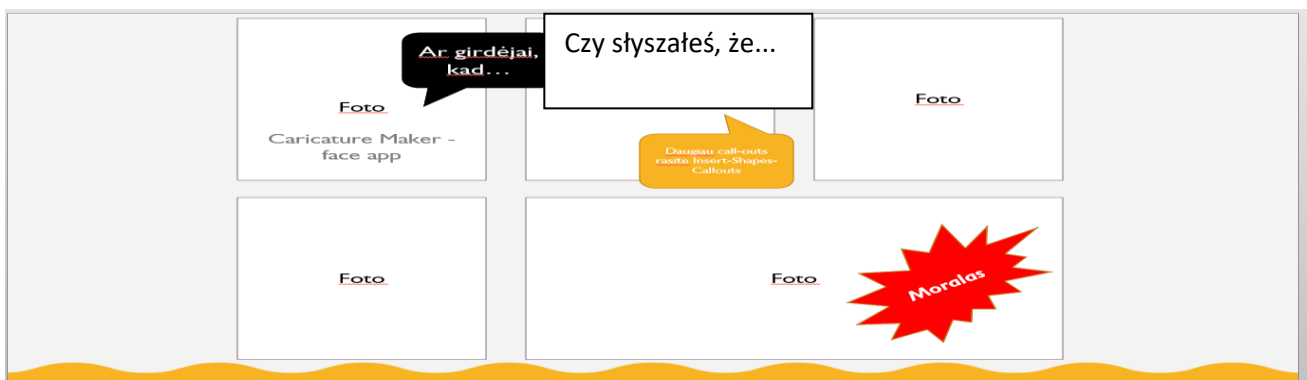 Ar girdėjai,
kad...
Czy słyszałeś, że...
Foto
Caricature Maker -
face app
Daugiau call-outs
rasite Insert-Shapes-
Callouts
Foto
Foto
Foto
Moralas